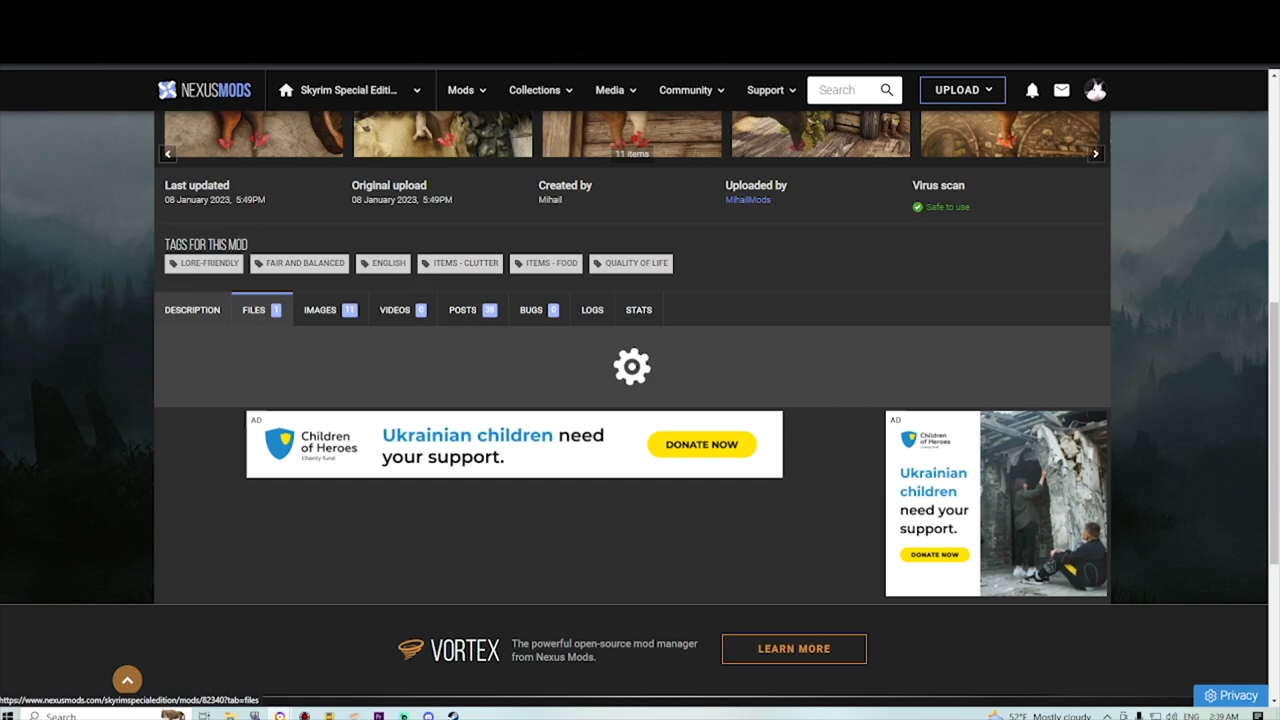 NEXUSMODS
Skyrim Special Editi...
Mods
Collections
Media
Community
Support
Search
UPLOAD
11 items
Last updated
08 January 2023, 5:49PM
Original upload
08 January 2023, 5:49PM
Created by
Mihail
Uploaded by
MihailMods
Virus scan
Safe to use
TAGS FOR THIS MOD
LORE-FRIENDLY
FAIR AND BALANCED
ENGLISH
ITEMS - CLUTTER
ITEMS - FOOD
QUALITY OF LIFE
DESCRIPTION
FILES 1
IMAGES 11
VIDEOS 0
POSTS 38
BUGS 0
LOGS
STATS
AD
Children
of Heroes
Charity fund
Ukrainian children need
your support.
DONATE NOW
AD
Children
of Heroes
Charity fund
Ukrainian
children
need your
support.
DONATE NOW
VORTEX
The powerful open-source mod manager
from Nexus Mods.
LEARN MORE
Privacy
https://www.nexusmods.com/skyrimspecialedition/mods/82340?tab=files
Search
52°F Mostly cloudy
ENG
2:39 AM